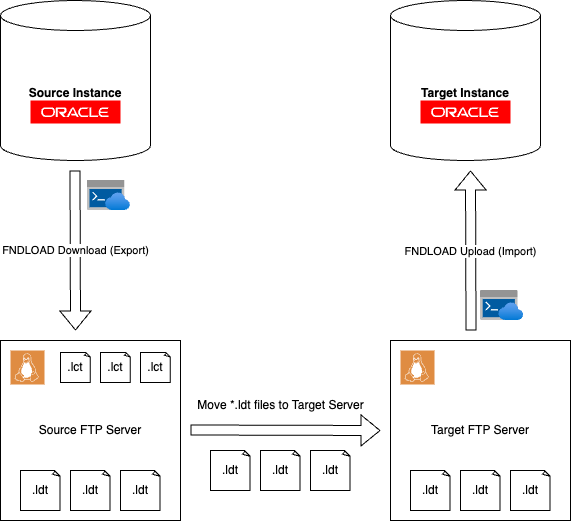 Source Instance
ORACLE
Target Instance
ORACLE
FNDLOAD Download (Export)
FNDLOAD Upload (Import)
.lct
.lct
.lct
Source FTP Server
.ldt
.ldt
.ldt
Move *.ldt files to Target Server
.ldt
.ldt
.ldt
Target FTP Server
.ldt
.ldt
.ldt